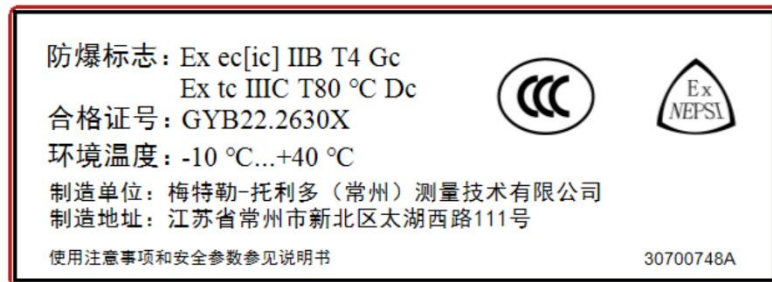 防爆标志：Ex ec[ic] IIB T4 Gc
Ex tc IIIC T80 ℃ Dc
合格证号：GYB22.2630X
环境温度：-10 ℃...+40 ℃
制造单位：梅特勒-托利多（常州）测量技术有限公司
制造地址：江苏省常州市新北区太湖西路111号
使用注意事项和安全参数参见说明书
30700748A
CCC
Ex
NEPSI